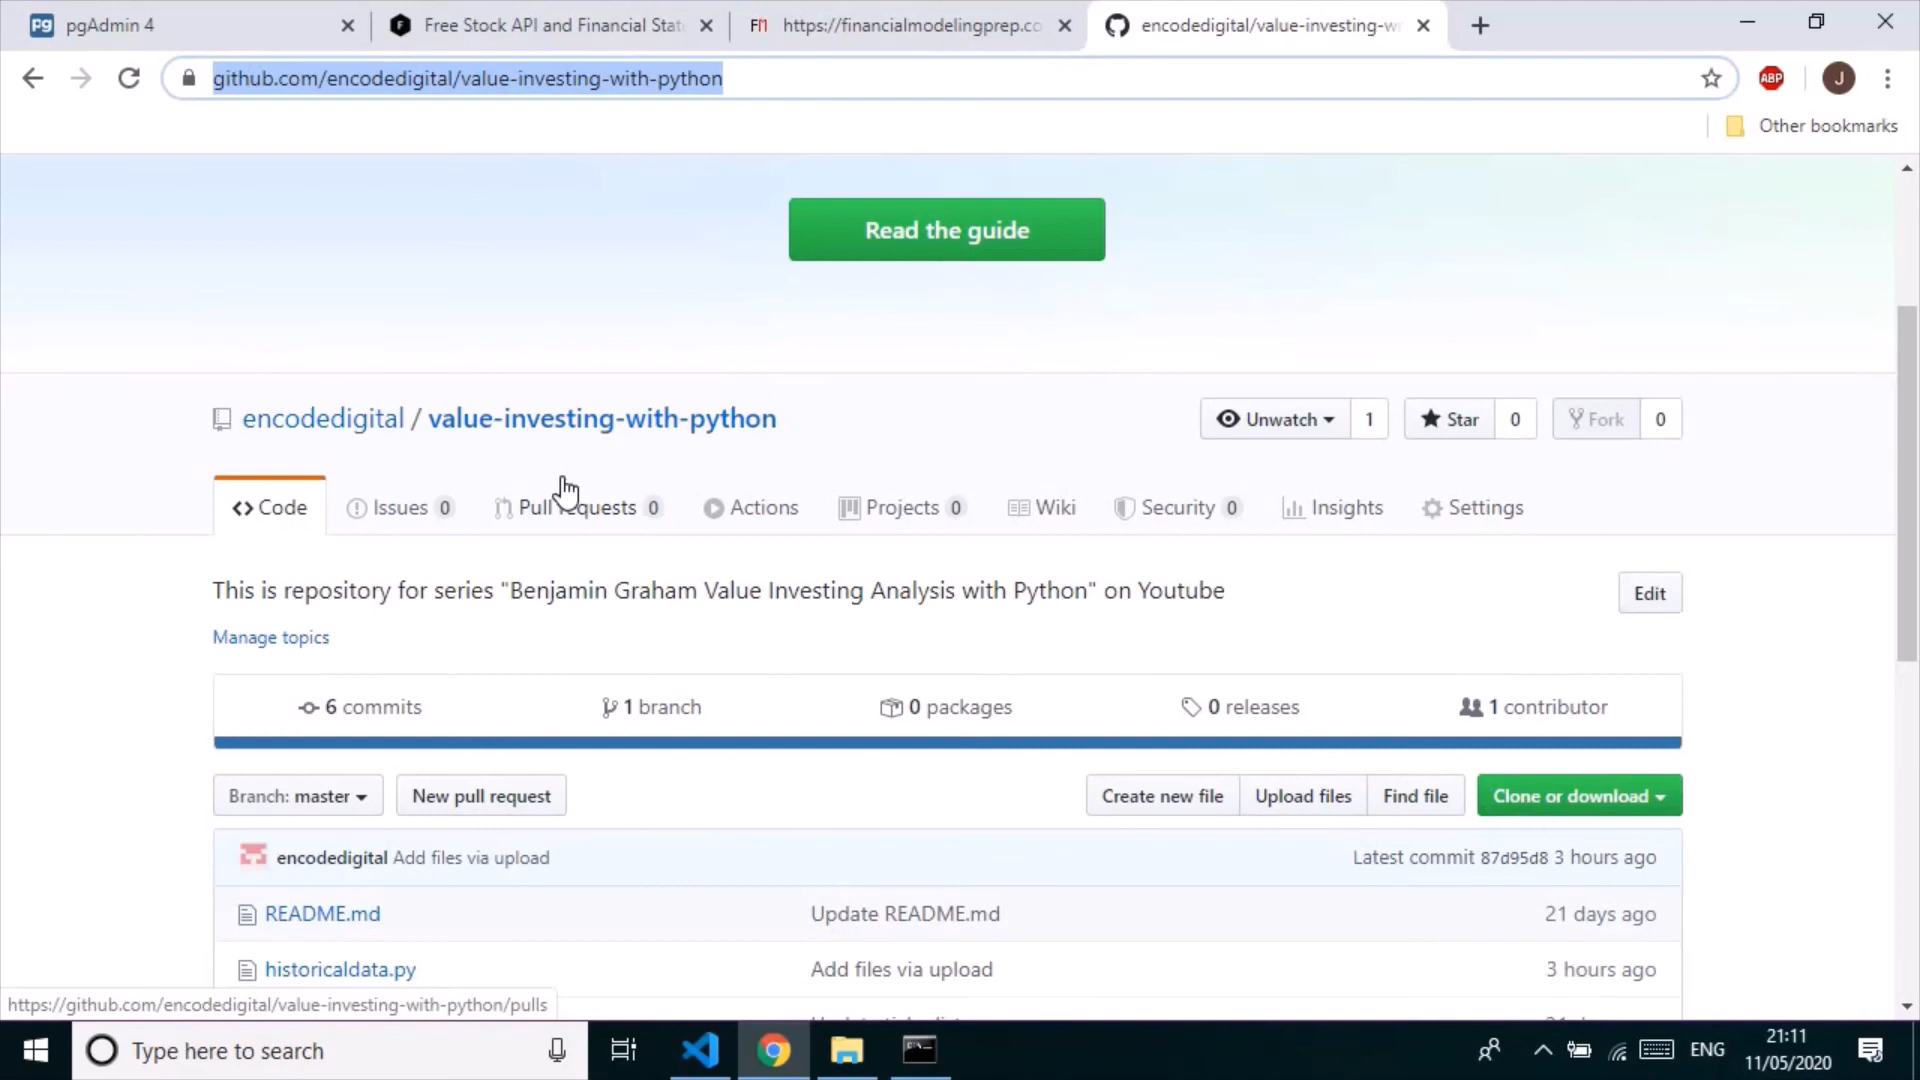 pgAdmin 4
Free Stock API and Financial Stat
FM https://financialmodelingprep.co
encodedigital/value-investing-wi
github.com/encodedigital/value-investing-with-python
ABP
J
Other bookmarks
Read the guide
encodedigital / value-investing-with-python
Unwatch 1
Star 0
Fork 0
Code
Issues 0
Pull requests 0
Actions
Projects 0
Wiki
Security 0
Insights
Settings
This is repository for series "Benjamin Graham Value Investing Analysis with Python" on Youtube
Edit
Manage topics
6 commits
1 branch
0 packages
0 releases
1 contributor
Branch: master
New pull request
Create new file
Upload files
Find file
Clone or download
encodedigital Add files via upload
Latest commit 87d95d8 3 hours ago
README.md
Update README.md
21 days ago
historicaldata.py
Add files via upload
3 hours ago
https://github.com/encodedigital/value-investing-with-python/pulls
Type here to search
ENG
21:11
11/05/2020